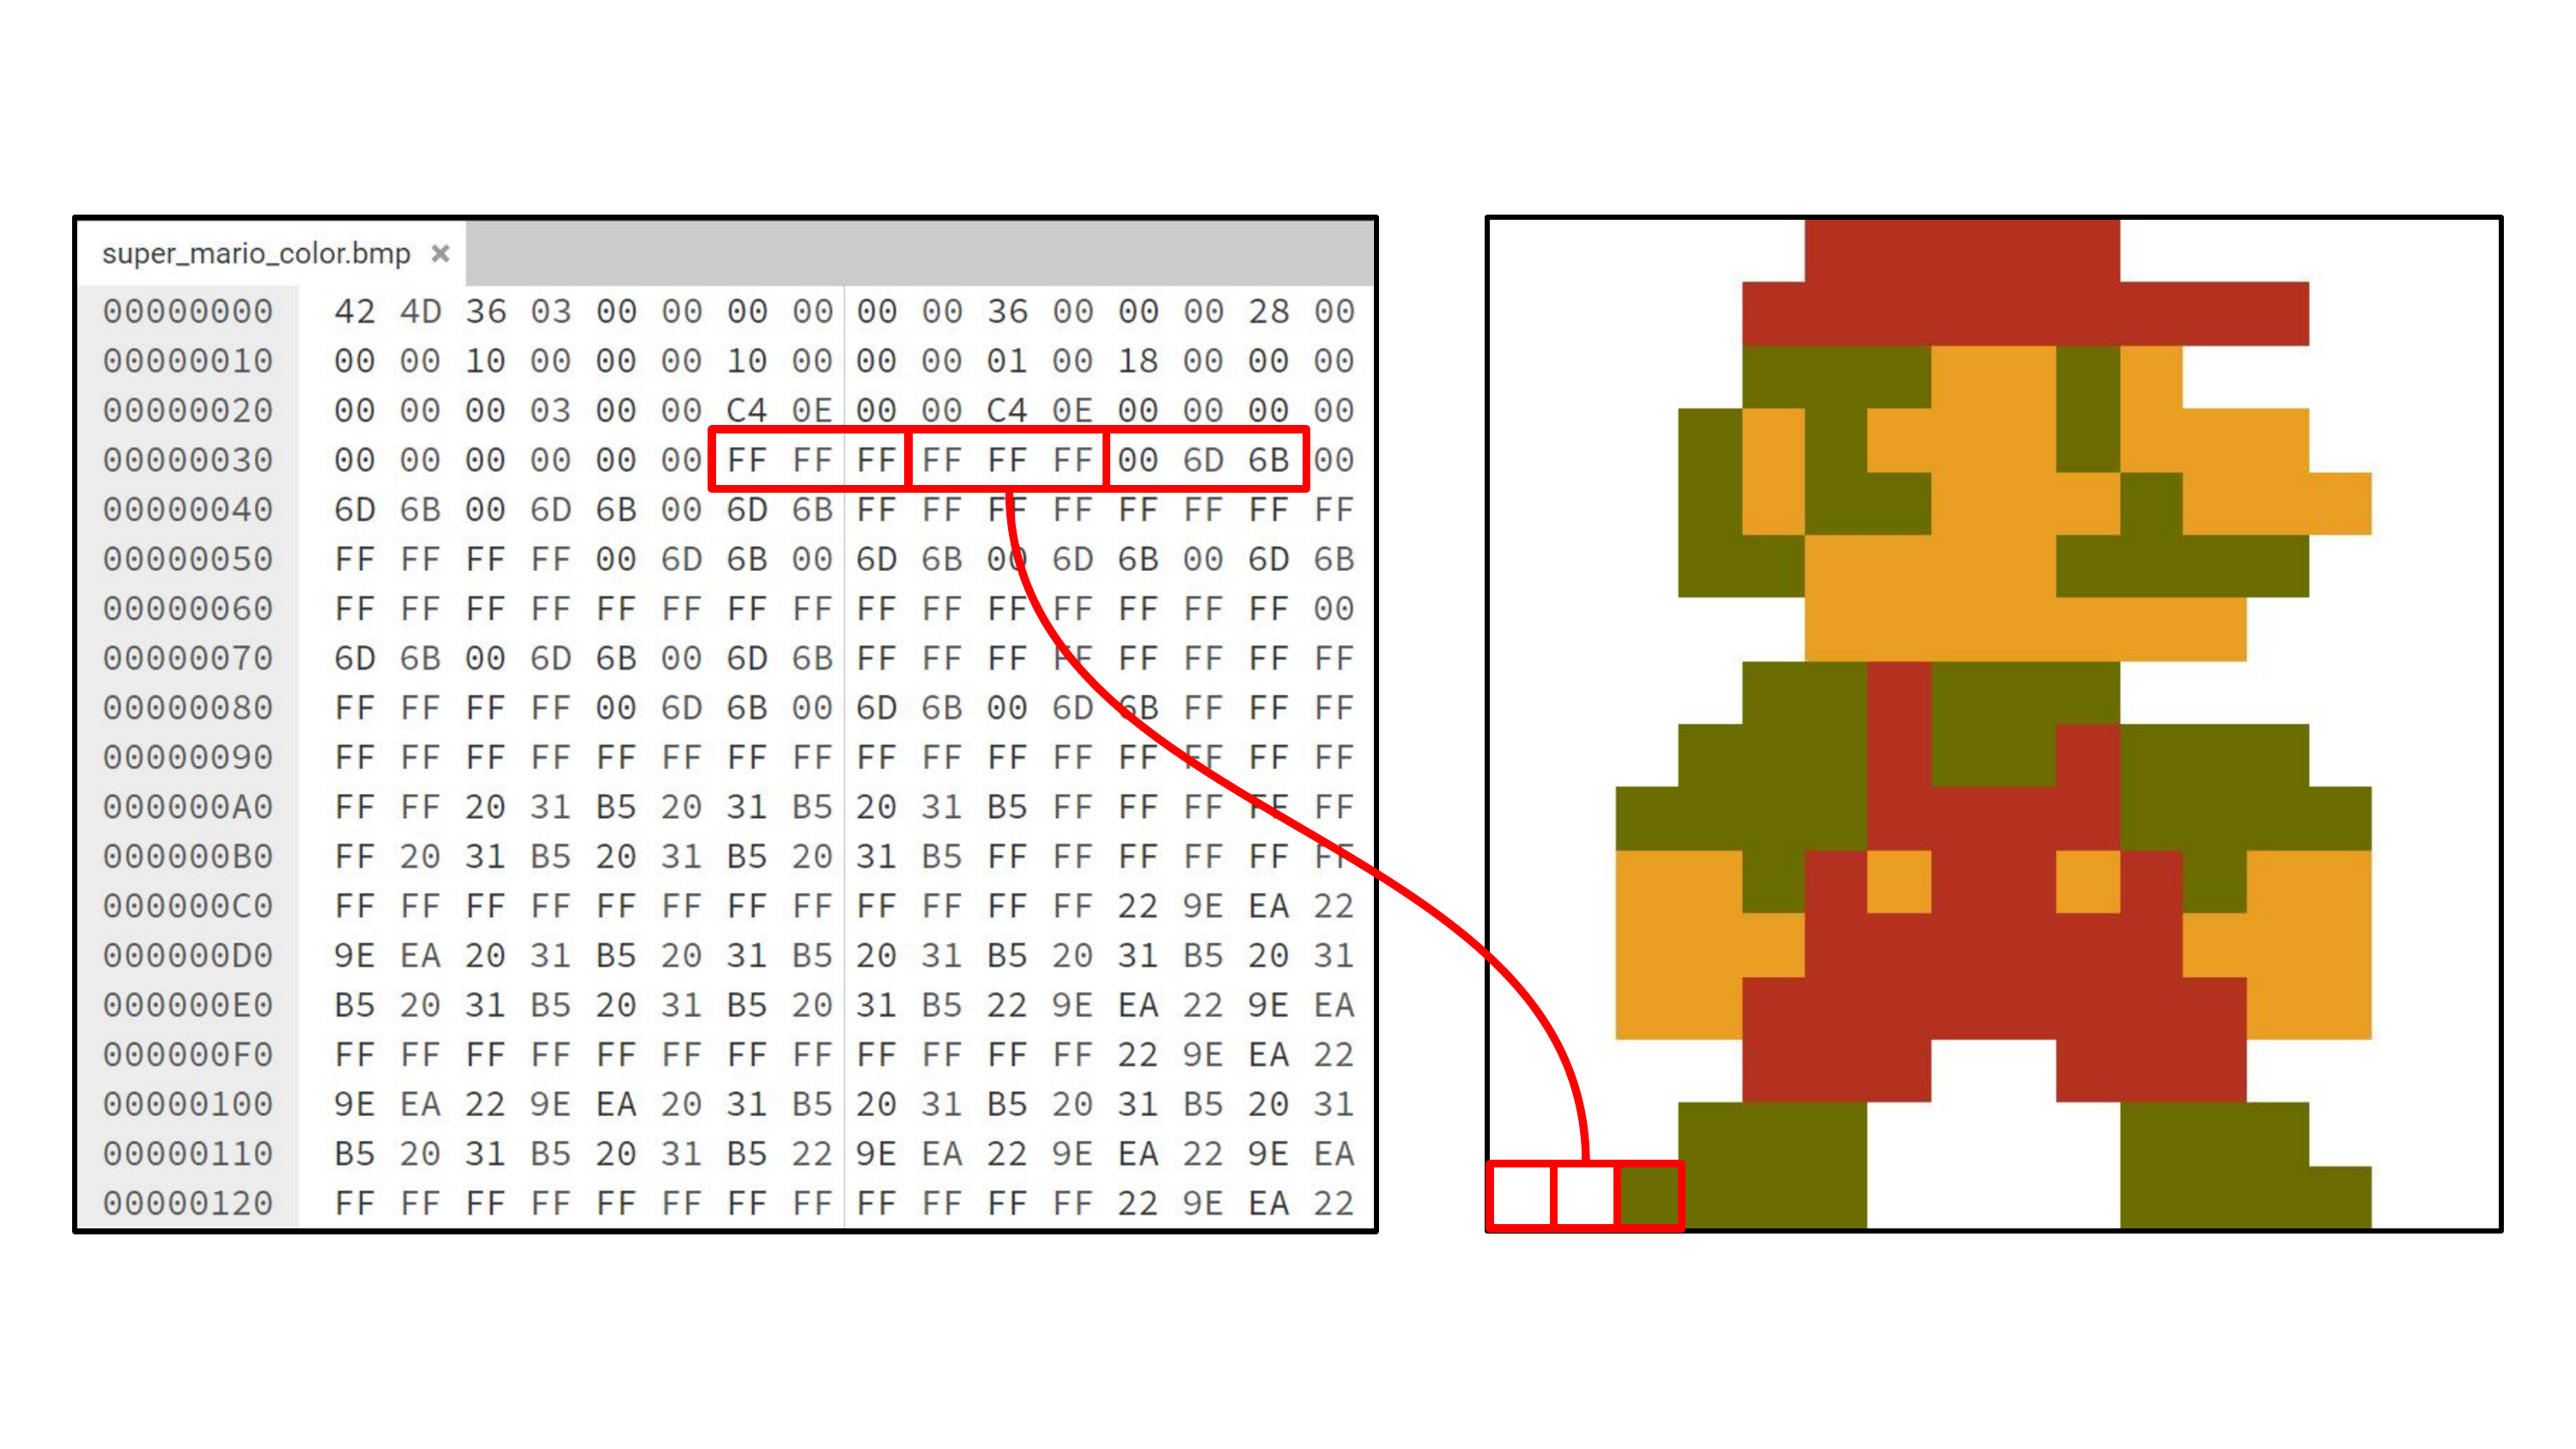 super_mario_color.bmp ×
00000000 42 4D 36 03 00 00 00 00 00 00 36 00 00 00 28 00
00000010 00 00 10 00 00 00 10 00 00 00 01 00 18 00 00 00
00000020 00 00 00 03 00 00 C4 0E 00 00 C4 0E 00 00 00 00
00000030 00 00 00 00 00 00 FF FF FF FF FF FF 00 6D 6B 00
00000040 6D 6B 00 6D 6B 00 6D 6B FF FF FF FF FF FF FF FF
00000050 FF FF FF FF 00 6D 6B 00 6D 6B 00 6D 6B 00 6D 6B
00000060 FF FF FF FF FF FF FF FF FF FF FF FF FF FF FF 00
00000070 6D 6B 00 6D 6B 00 6D 6B FF FF FF FF FF FF FF FF
00000080 FF FF FF FF 00 6D 6B 00 6D 6B 00 6D 6B FF FF FF
00000090 FF FF FF FF FF FF FF FF FF FF FF FF FF FF FF FF
000000A0 FF FF 20 31 B5 20 31 B5 20 31 B5 FF FF FF FF FF
000000B0 FF 20 31 B5 20 31 B5 20 31 B5 FF FF FF FF FF FF
000000C0 FF FF FF FF FF FF FF FF FF FF FF FF 22 9E EA 22
000000D0 9E EA 20 31 B5 20 31 B5 20 31 B5 20 31 B5 20 31
000000E0 B5 20 31 B5 20 31 B5 20 31 B5 22 9E EA 22 9E EA
000000F0 FF FF FF FF FF FF FF FF FF FF FF FF 22 9E EA 22
00000100 9E EA 22 9E EA 20 31 B5 20 31 B5 20 31 B5 20 31
00000110 B5 20 31 B5 20 31 B5 22 9E EA 22 9E EA 22 9E EA
00000120 FF FF FF FF FF FF FF FF FF FF FF FF 22 9E EA 22